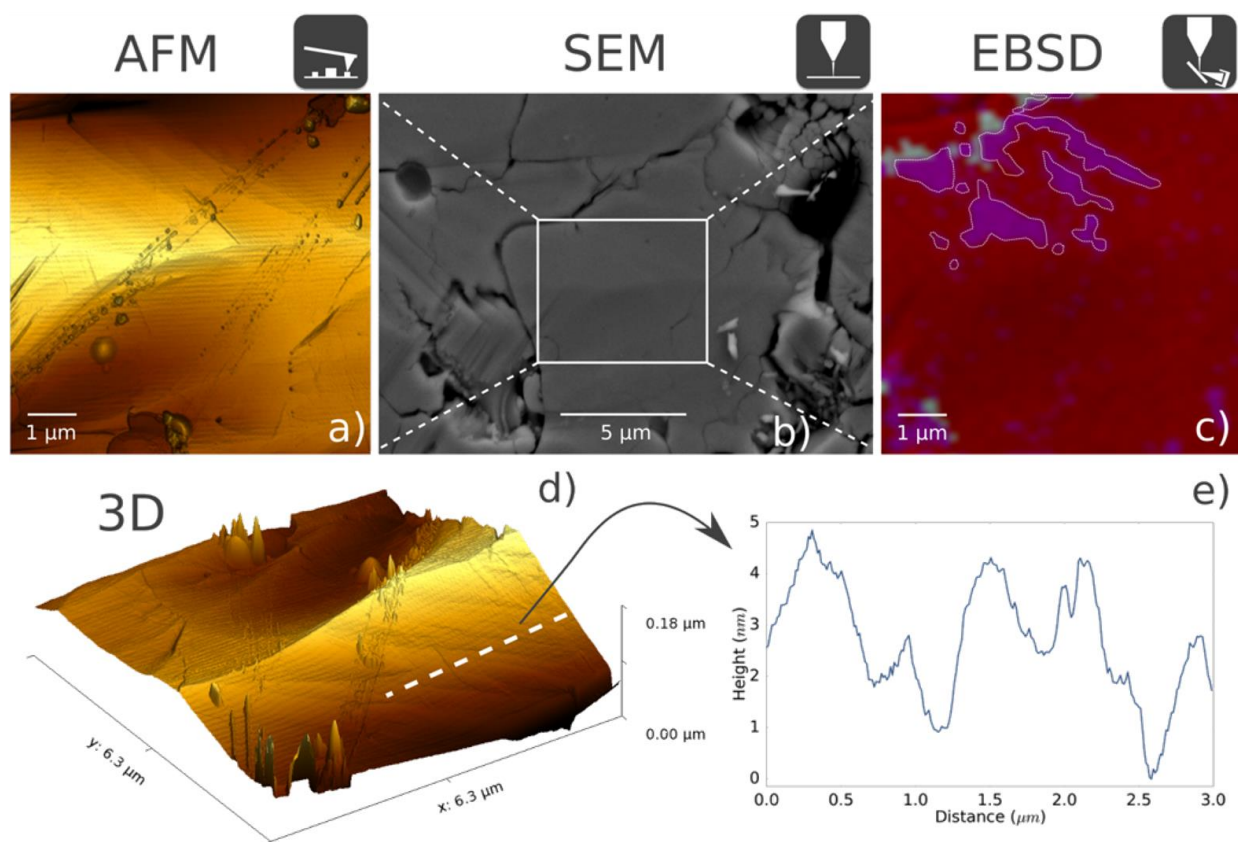 AFM
SEM
EBSD
1 μm
a)
5 μm
b)
1 μm
c)
3D
d)
e)
0.18 μm
0.00 μm
y: 6.3 μm
x: 6.3 μm
5
4
3
2
1
0
Height (nm)
0.0 0.5 1.0 1.5 2.0 2.5 3.0
Distance (μm)